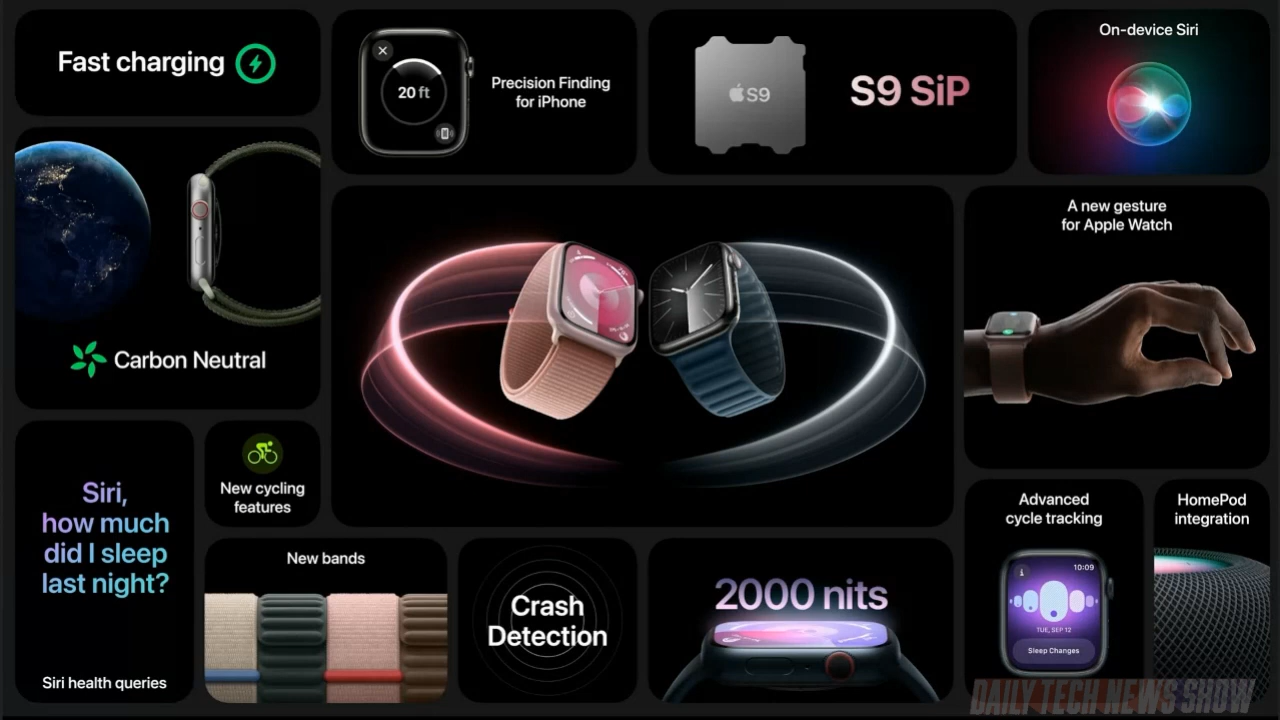 Fast charging
20 ft
Precision Finding
for iPhone
S9
S9 SiP
On-device Siri
Carbon Neutral
A new gesture
for Apple Watch
Siri,
how much
did I sleep
last night?
Siri health queries
New cycling
features
New bands
Crash
Detection
2000 nits
Advanced
cycle tracking
10:09
TUE, SEP 12
Sleep Changes
HomePod
integration
DAILY TECH NEWS SHOW